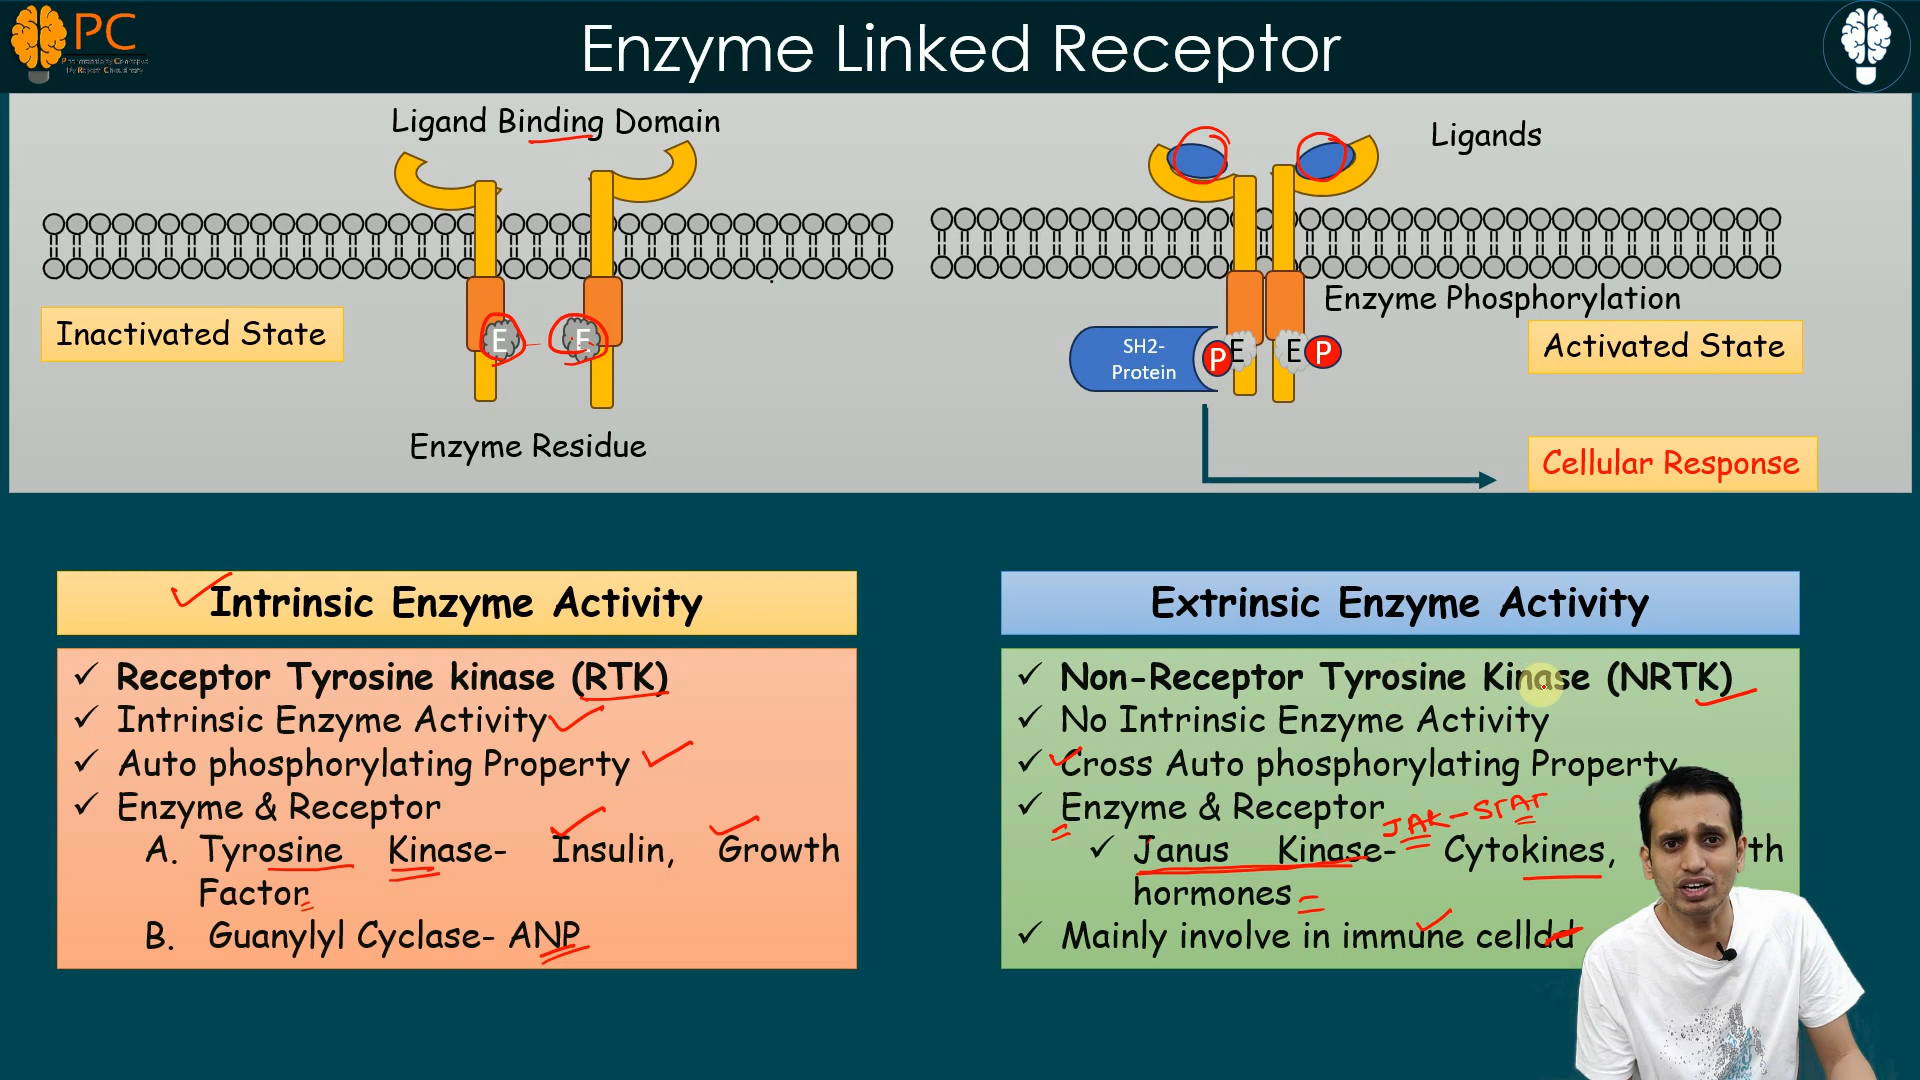 PC
Enzyme Linked Receptor
Ligand Binding Domain
Ligands
Inactivated State
E
E
Enzyme Residue
Enzyme Phosphorylation
SH2-
Protein
P
E
E
P
Activated State
Cellular Response
Intrinsic Enzyme Activity
✓ Receptor Tyrosine kinase (RTK)
✓ Intrinsic Enzyme Activity
✓ Auto phosphorylating Property
✓ Enzyme & Receptor
A. Tyrosine Kinase- Insulin, Growth
Factor
B. Guanylyl Cyclase- ANP
Extrinsic Enzyme Activity
✓ Non-Receptor Tyrosine Kinase (NRTK)
✓ No Intrinsic Enzyme Activity
✓ Cross Auto phosphorylating Property
✓ Enzyme & Receptor
JAK-STAT
✓ Janus Kinase- Cytokines, th
hormones
✓ Mainly involve in immune celldd